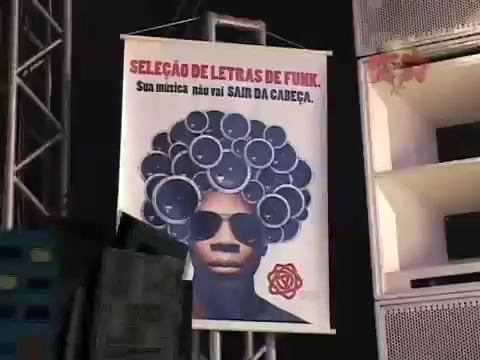 SELEÇÃO DE LETRAS DE FUNK.
Sua música não vai SAIR DA CABEÇA.